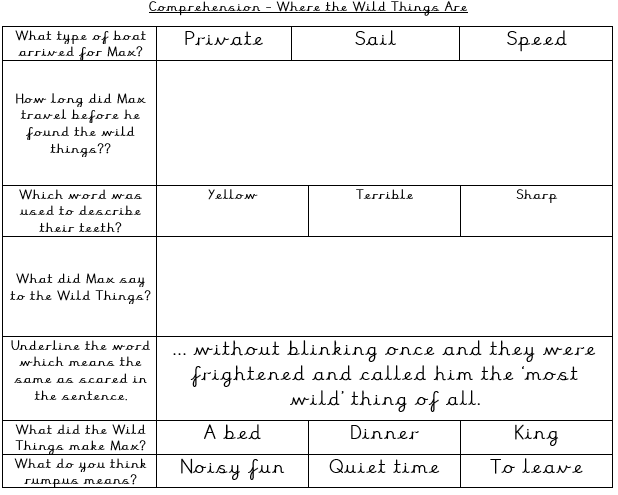 Comprehension – Where the Wild Things Are
What type of boat
arrived for Max?
Private
Sail
Speed
How long did Max
travel before he
found the wild
things??
Which word was
used to describe
their teeth?
Yellow
Terrible
Sharp
What did Max say
to the Wild Things?
Underline the word
which means the
same as scared in
the sentence.
... without blinking once and they were
frightened and called him the ‘most
wild’ thing of all.
What did the Wild
Things make Max?
A bed
Dinner
King
What do you think
rumpus means?
Noisy fun
Quiet time
To leave